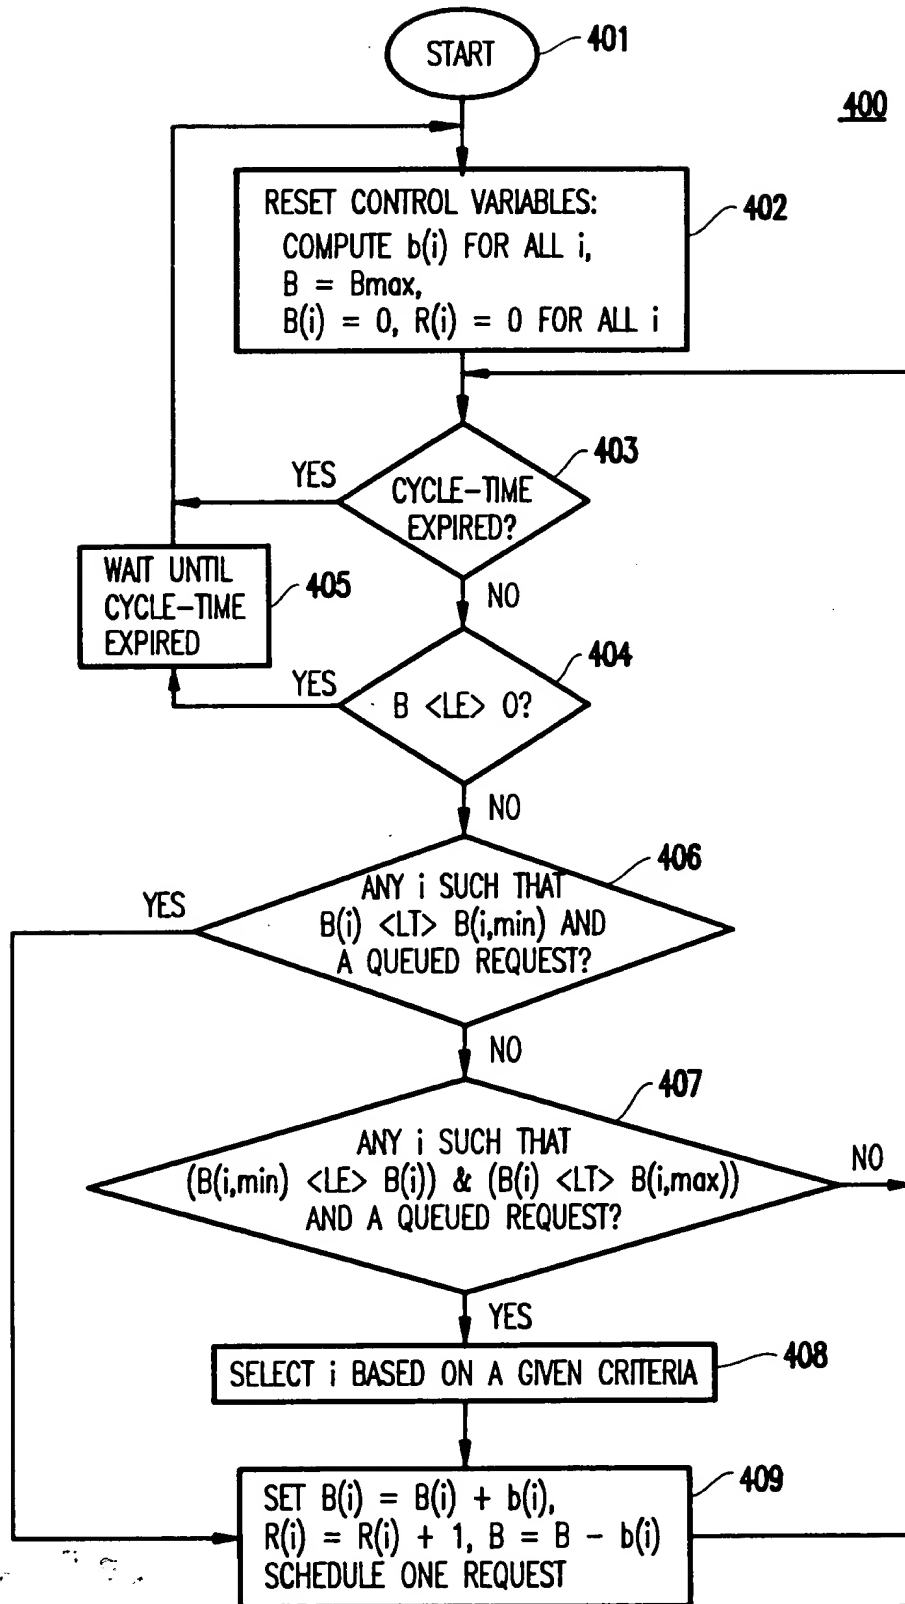 START
401
400
RESET CONTROL VARIABLES:
COMPUTE b(i) FOR ALL i,
B = Bmax,
B(i) = 0, R(i) = 0 FOR ALL i
402
403
YES
CYCLE-TIME
EXPIRED?
NO
WAIT UNTIL
CYCLE-TIME
EXPIRED
405
404
YES
B <LE> 0?
NO
406
YES
ANY i SUCH THAT
B(i) <LT> B(i,min) AND
A QUEUED REQUEST?
NO
407
ANY i SUCH THAT
(B(i,min) <LE> B(i)) & (B(i) <LT> B(i,max))
AND A QUEUED REQUEST?
NO
YES
SELECT i BASED ON A GIVEN CRITERIA
408
SET B(i) = B(i) + b(i),
R(i) = R(i) + 1, B = B - b(i)
SCHEDULE ONE REQUEST
409